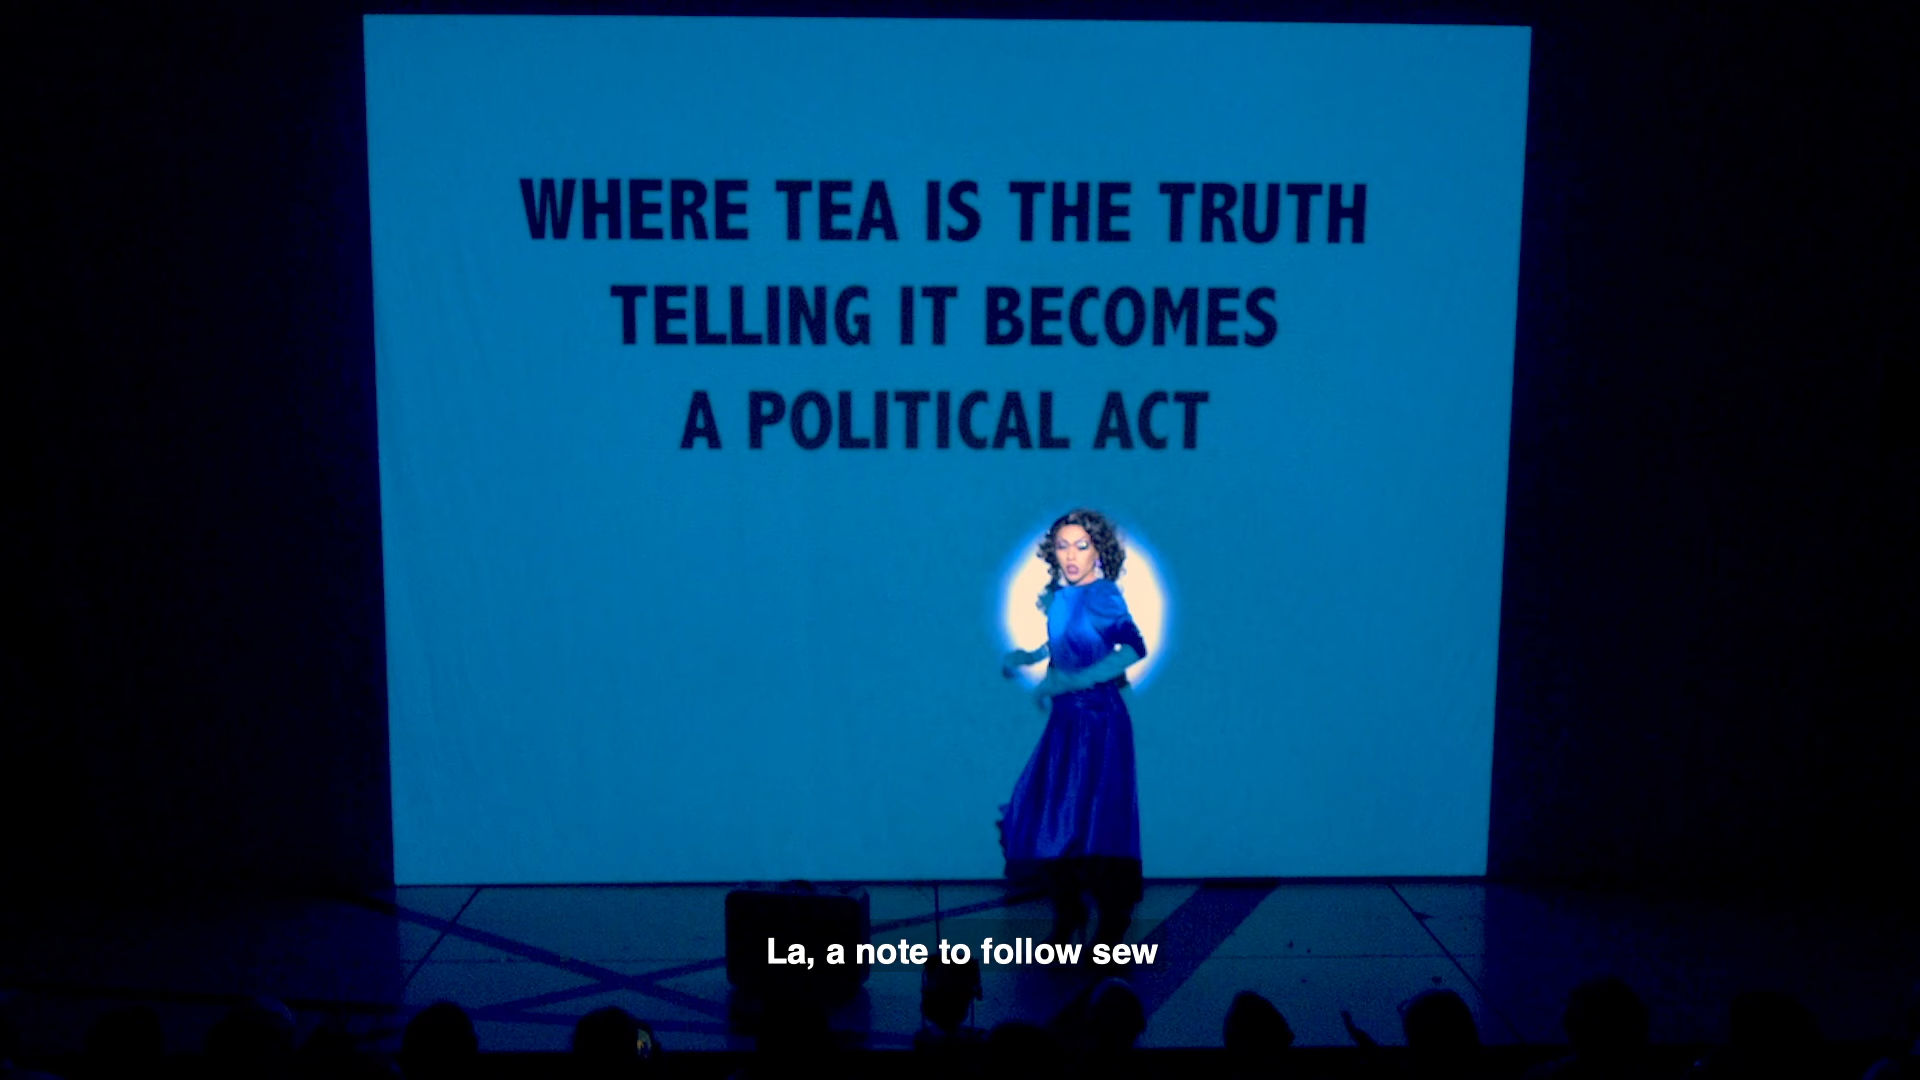 WHERE TEA IS THE TRUTH
TELLING IT BECOMES
A POLITICAL ACT
La, a note to follow sew